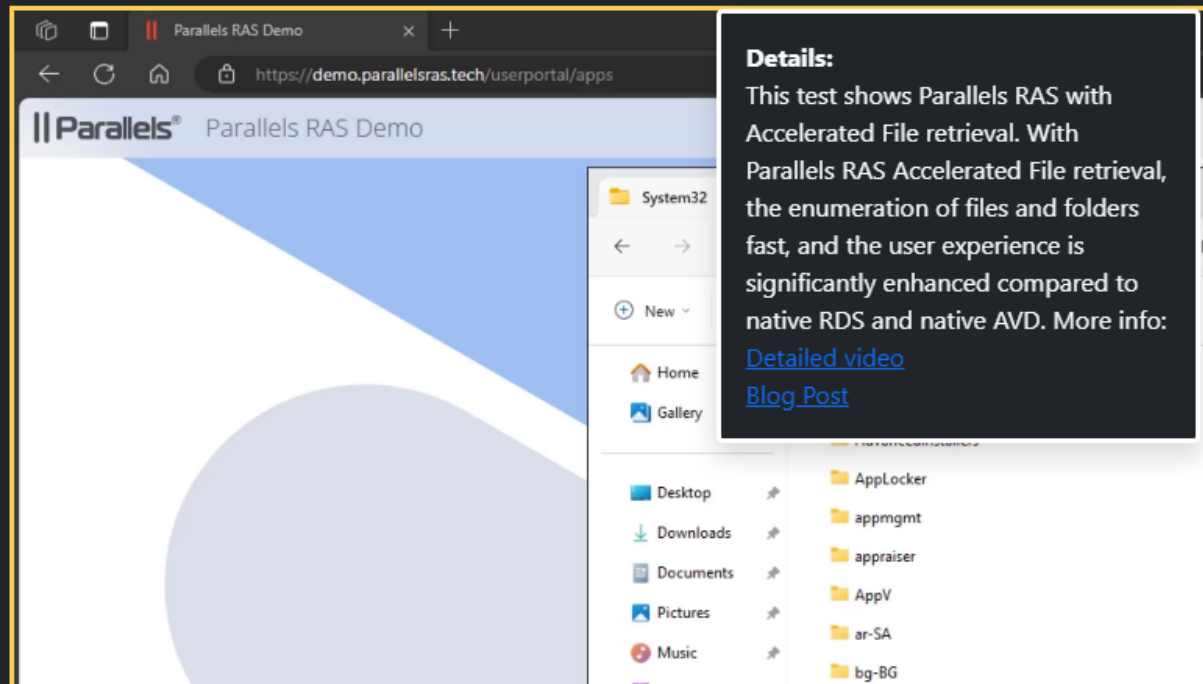 Parallels RAS Demo
https://demo.parallelsras.tech/userportal/apps
Parallels® Parallels RAS Demo
Details:
This test shows Parallels RAS with
Accelerated File retrieval. With
Parallels RAS Accelerated File retrieval,
the enumeration of files and folders
fast, and the user experience is
significantly enhanced compared to
native RDS and native AVD. More info:
Detailed video
Blog Post
System32
New
Home
Gallery
Desktop
Downloads
Documents
Pictures
Music
AdvancedInstallers
AppLocker
appmgmt
appraiser
AppV
ar-SA
bg-BG